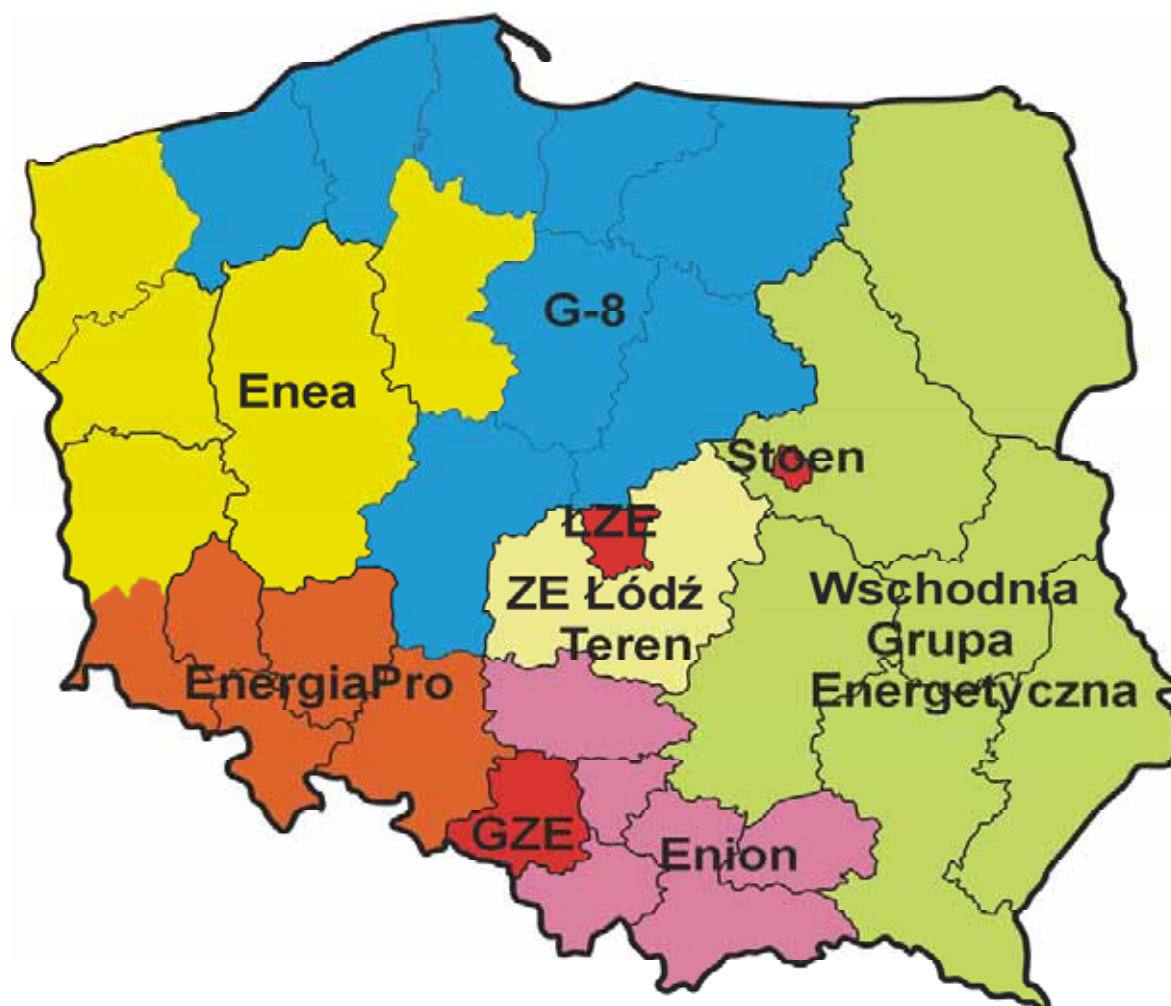 G-8
Enea
Stoen
ŁZE
ZE Łódź
Teren
Wschodnia
Grupa
Energetyczna
EnergiaPro
GZE
Enion